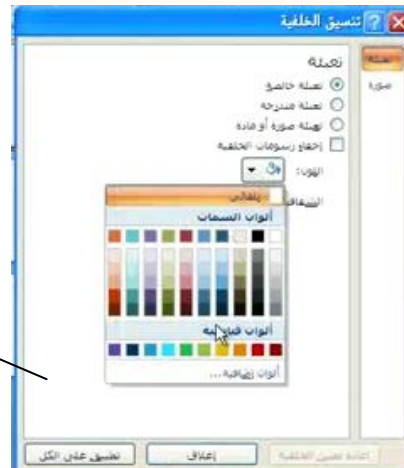 تنسيق الخلفية
تعبئة
صورة
تعبئة
تعبئة خالصة
تعبئة متدرجة
تعبئة صورة أو مادة
إخفاء رسومات الخلفية
اللون:
تلقائي
ألوان السمات
ألوان قياسية
ألوان إضافية...
إعادة تعيين الخلفية
إغلاق
تطبيق على الكل